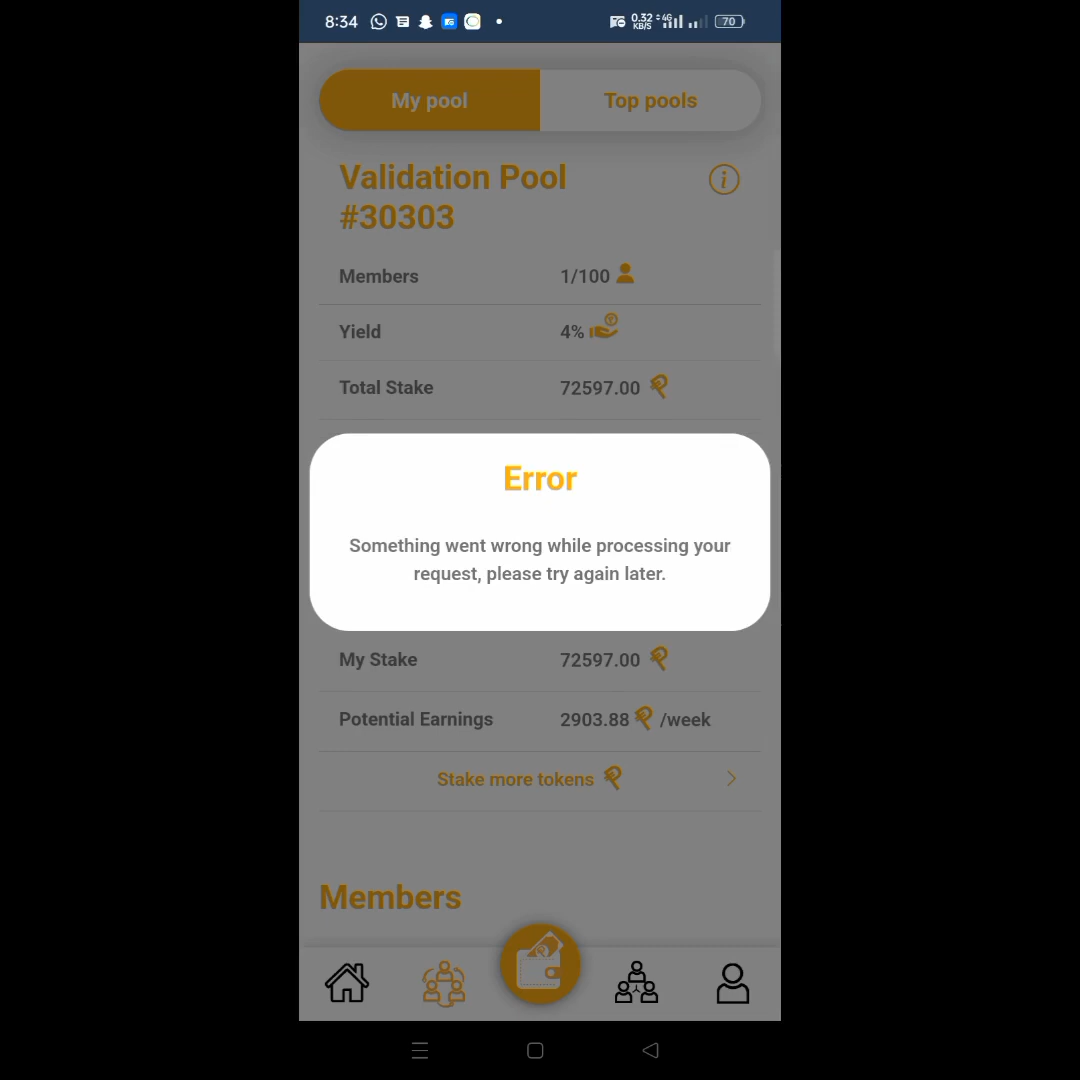 8:34 0.32 KB/S 4G 70
My pool Top pools
Validation Pool
#30303
Members 1/100
Yield 4%
Total Stake 72597.00
Error
Something went wrong while processing your
request, please try again later.
My Stake 72597.00
Potential Earnings 2903.88 /week
Stake more tokens
Members